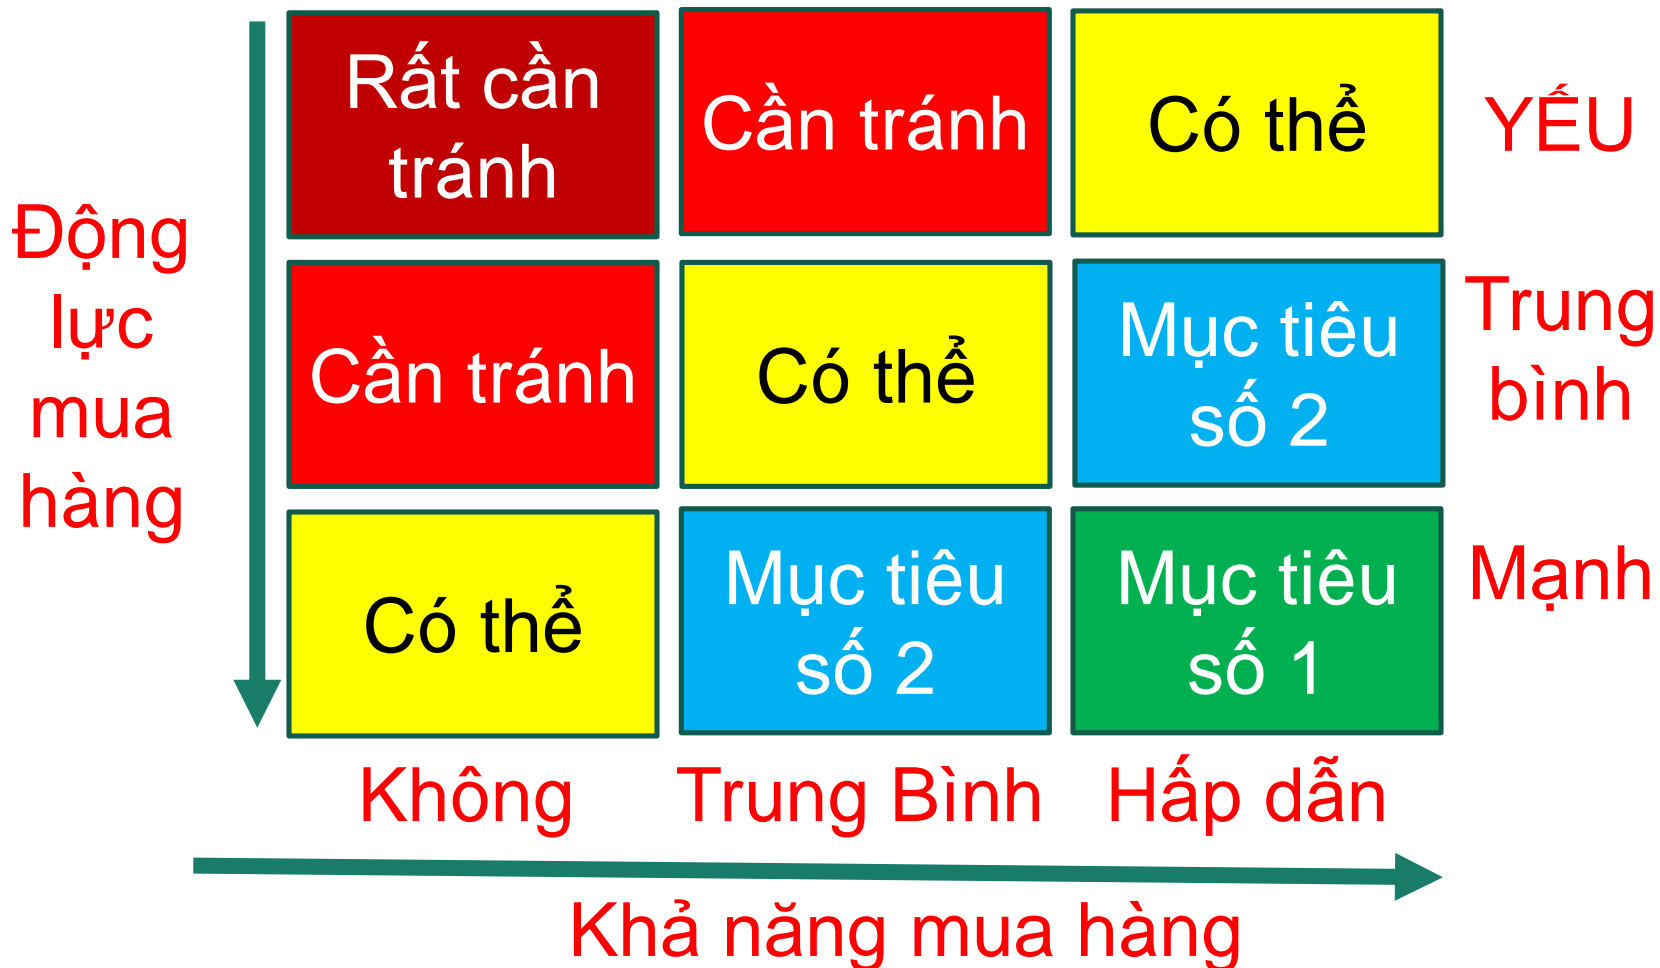 Rất cần
tránh
Cần tránh
Có thể
YẾU
Động
lực
mua
hàng
Cần tránh
Có thể
Mục tiêu
số 2
Trung
bình
Có thể
Mục tiêu
số 2
Mục tiêu
số 1
Mạnh
Không
Trung Bình
Hấp dẫn
Khả năng mua hàng